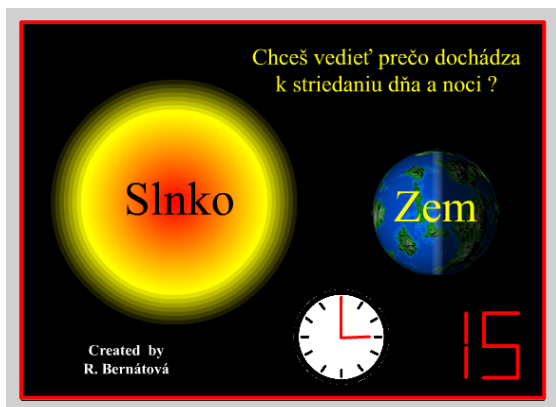 Chceš vedieť prečo dochádza
k striedaniu dňa a noci ?
Slnko
Zem
15
Created by
R. Bernátová